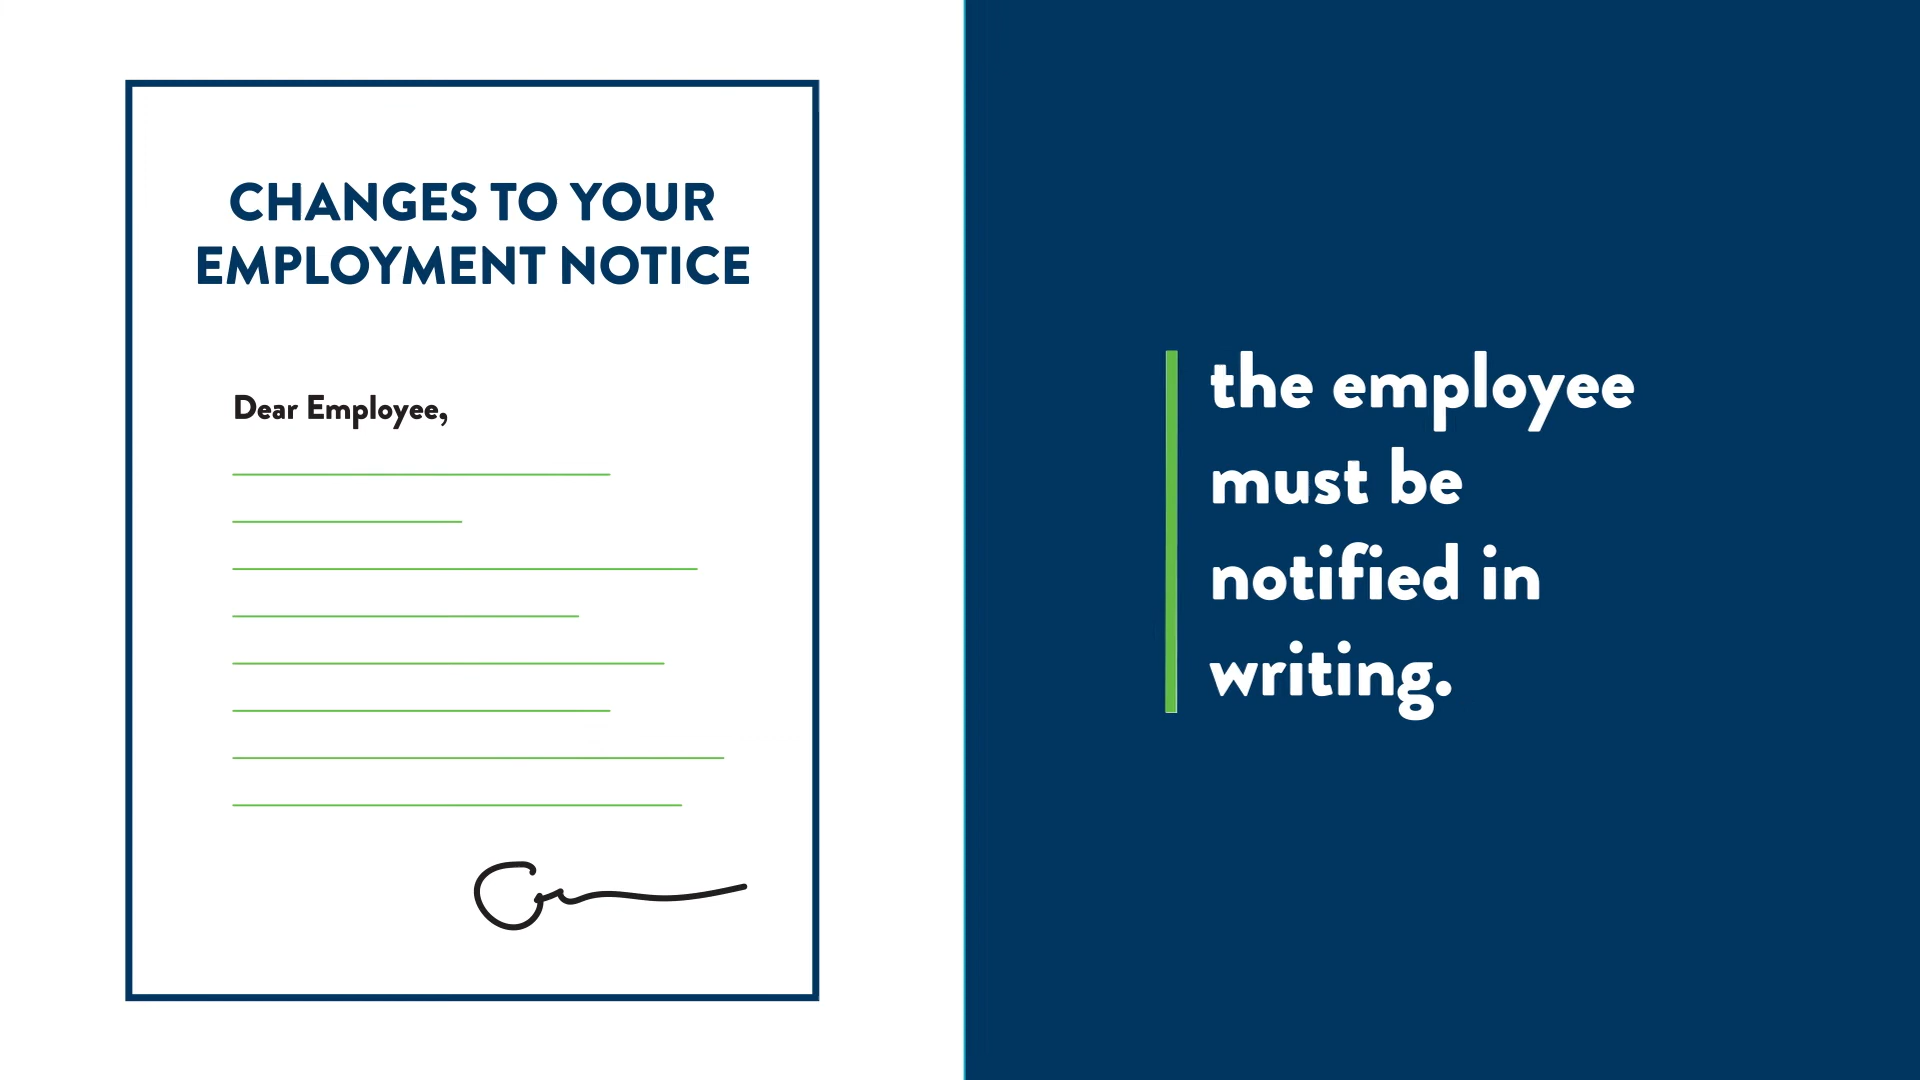 CHANGES TO YOUR
EMPLOYMENT NOTICE
Dear Employee,
the employee
must be
notified in
writing.